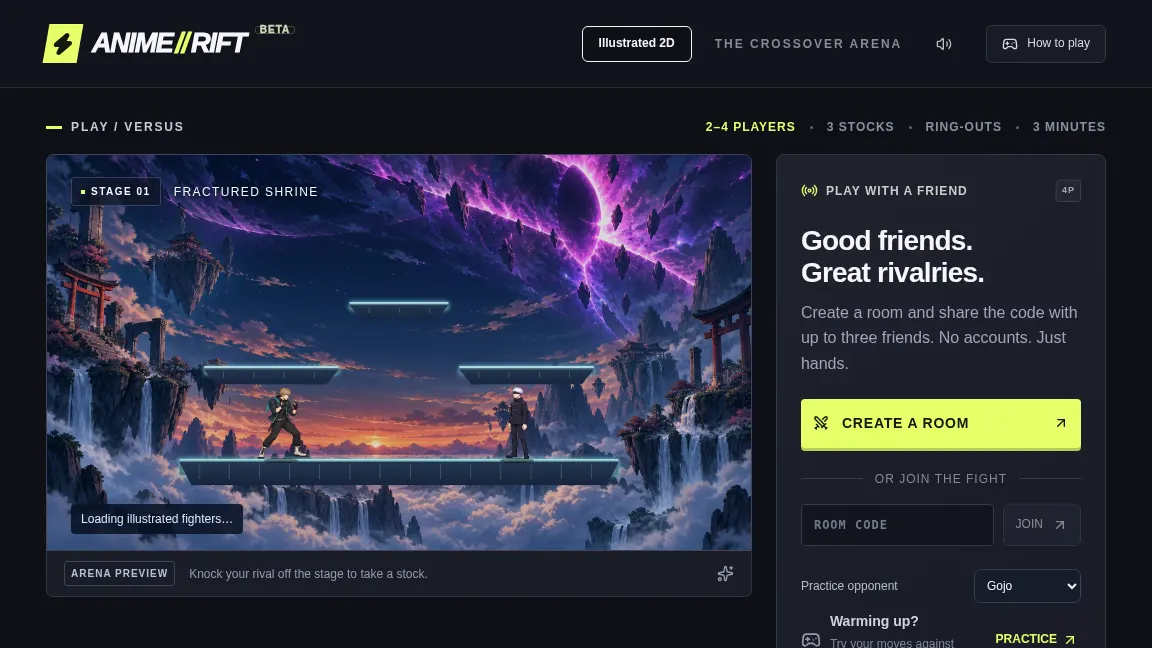 ANIME//RIFT BETA
Illustrated 2D
THE CROSSOVER ARENA
How to play
PLAY / VERSUS
2–4 PLAYERS • 3 STOCKS • RING-OUTS • 3 MINUTES
STAGE 01
FRACTURED SHRINE
Loading illustrated fighters…
ARENA PREVIEW
Knock your rival off the stage to take a stock.
PLAY WITH A FRIEND
4P
Good friends.
Great rivalries.
Create a room and share the code with
up to three friends. No accounts. Just
hands.
CREATE A ROOM
OR JOIN THE FIGHT
ROOM CODE
JOIN
Practice opponent
Gojo
Warming up?
Try your moves against
PRACTICE